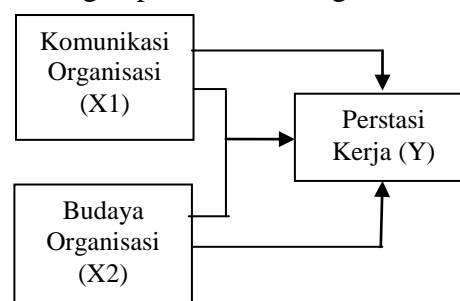 Komunikasi
Organisasi
(X1)
Perstasi
Kerja (Y)
Budaya
Organisasi
(X2)